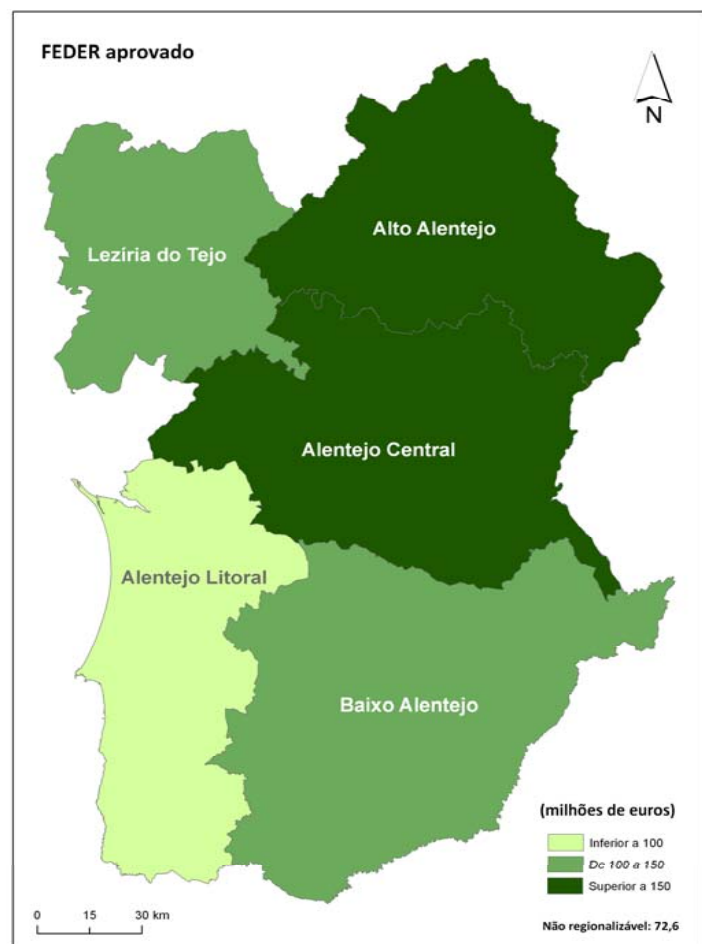 FEDER aprovado
N
Alto Alentejo
Lezíria do Tejo
Alentejo Central
Alentejo Litoral
Baixo Alentejo
(milhões de euros)
Inferior a 100
De 100 a 150
Superior a 150
0 15 30 km
Não regionalizável: 72,6